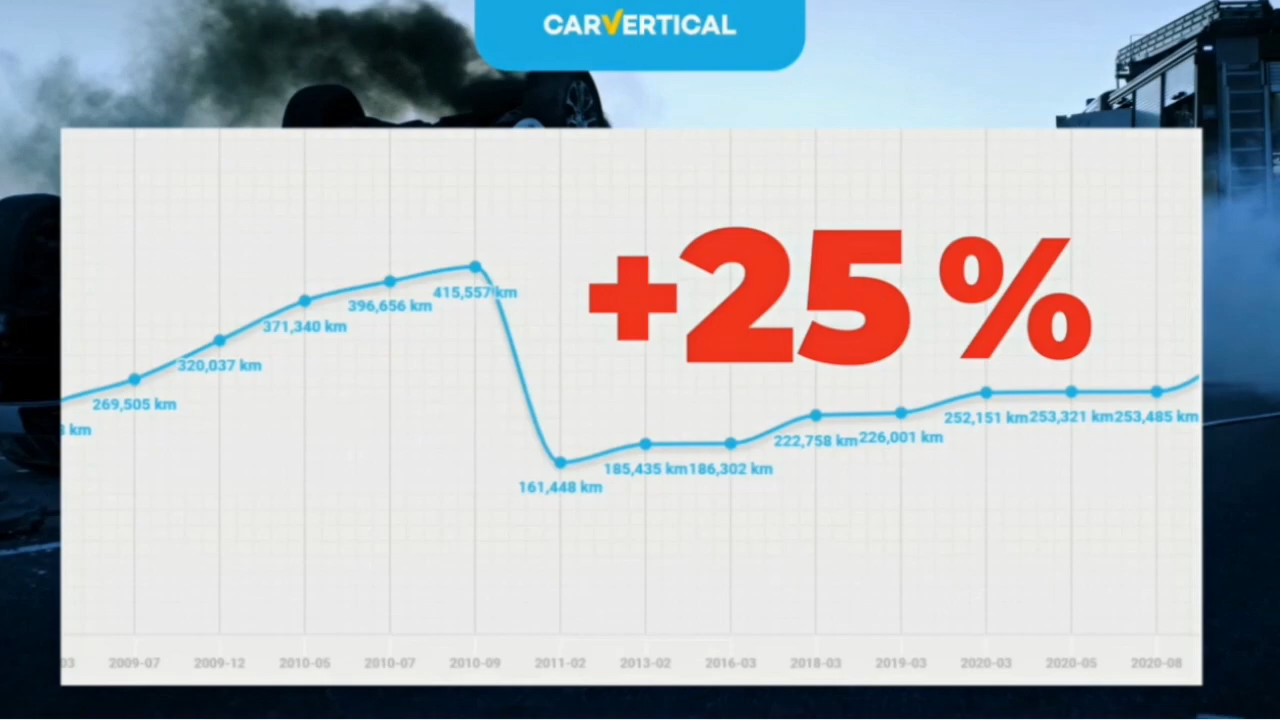 CARVERTICAL
+25%
415,557 km
396,656 km
371,340 km
320,037 km
269,505 km
km
252,151 km 253,321 km 253,485 km
222,758 km 226,001 km
185,435 km 186,302 km
161,448 km
03 2009-07 2009-12 2010-05 2010-07 2010-09 2011-02 2013-02 2016-03 2018-03 2019-03 2020-03 2020-05 2020-08